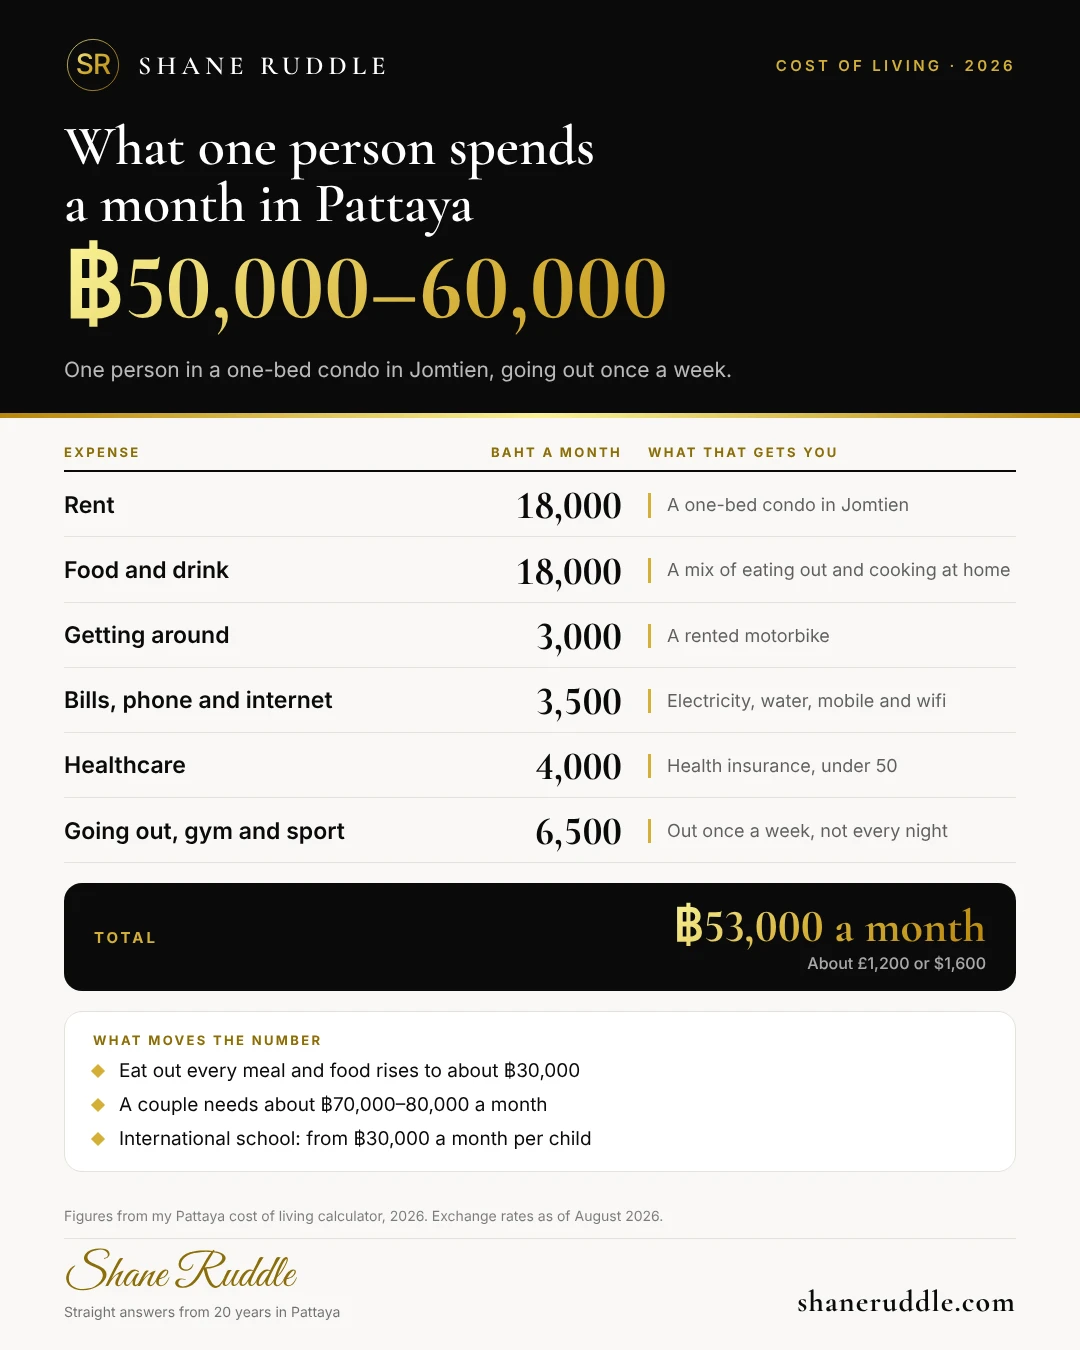 SR
SHANE RUDDLE
COST OF LIVING · 2026
What one person spends
a month in Pattaya
฿50,000–60,000
One person in a one-bed condo in Jomtien, going out once a week.
EXPENSE BAHT A MONTH WHAT THAT GETS YOU
Rent 18,000 A one-bed condo in Jomtien
Food and drink 18,000 A mix of eating out and cooking at home
Getting around 3,000 A rented motorbike
Bills, phone and internet 3,500 Electricity, water, mobile and wifi
Healthcare 4,000 Health insurance, under 50
Going out, gym and sport 6,500 Out once a week, not every night
TOTAL
฿53,000 a month
About £1,200 or $1,600
WHAT MOVES THE NUMBER
Eat out every meal and food rises to about ฿30,000
A couple needs about ฿70,000–80,000 a month
International school: from ฿30,000 a month per child
Figures from my Pattaya cost of living calculator, 2026. Exchange rates as of August 2026.
Shane Ruddle
Straight answers from 20 years in Pattaya
shaneruddle.com